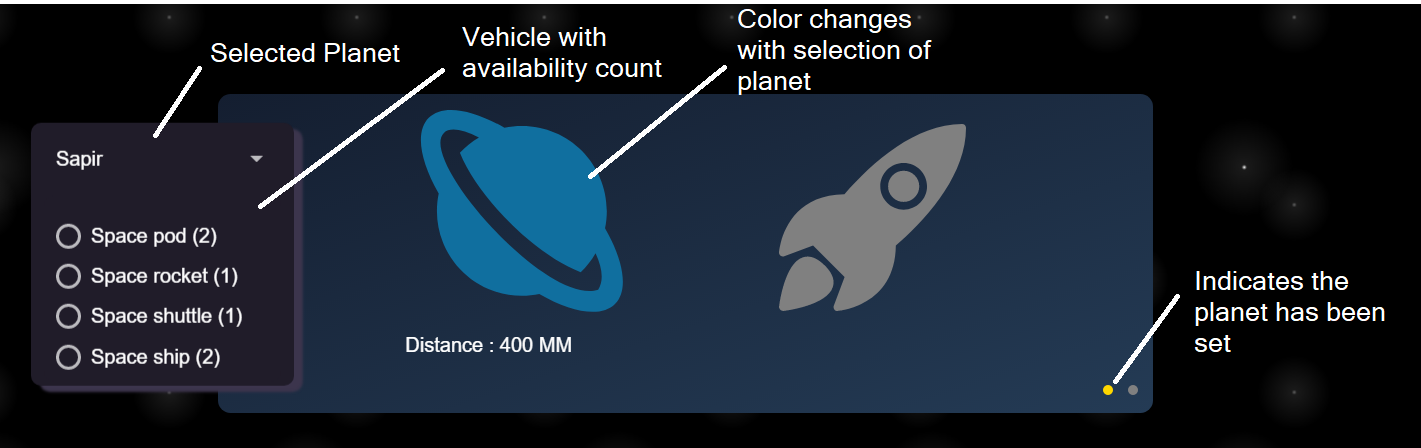 Selected Planet
Vehicle with
availability count
Color changes
with selection of
planet
Sapir
Space pod (2)
Space rocket (1)
Space shuttle (1)
Space ship (2)
Distance : 400 MM
Indicates the
planet has been
set